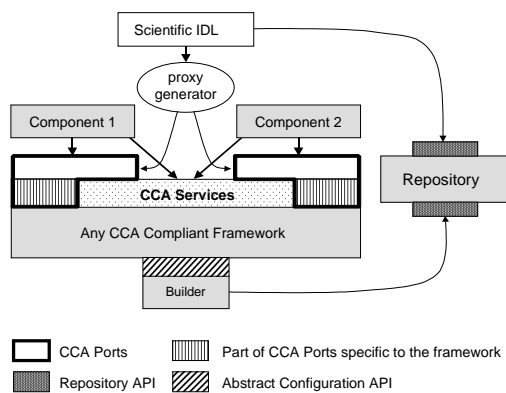 Scientific IDL
proxy
generator
Component 1
Component 2
CCA Services
Repository
Any CCA Compliant Framework
Builder
CCA Ports
Part of CCA Ports specific to the framework
Repository API
Abstract Configuration API